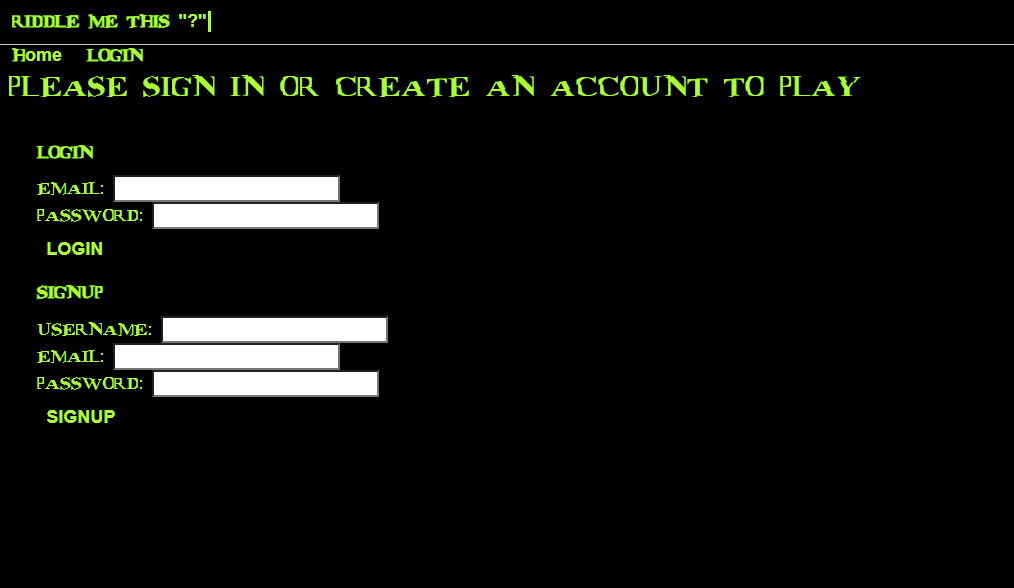 RIDDLE ME THIS "?"
Home LOGIN
PLEASE SIGN IN OR CREATE AN ACCOUNT TO PLAY
LOGIN
EMAIL:
PASSWORD:
LOGIN
SIGNUP
USERNAME:
EMAIL:
PASSWORD:
SIGNUP